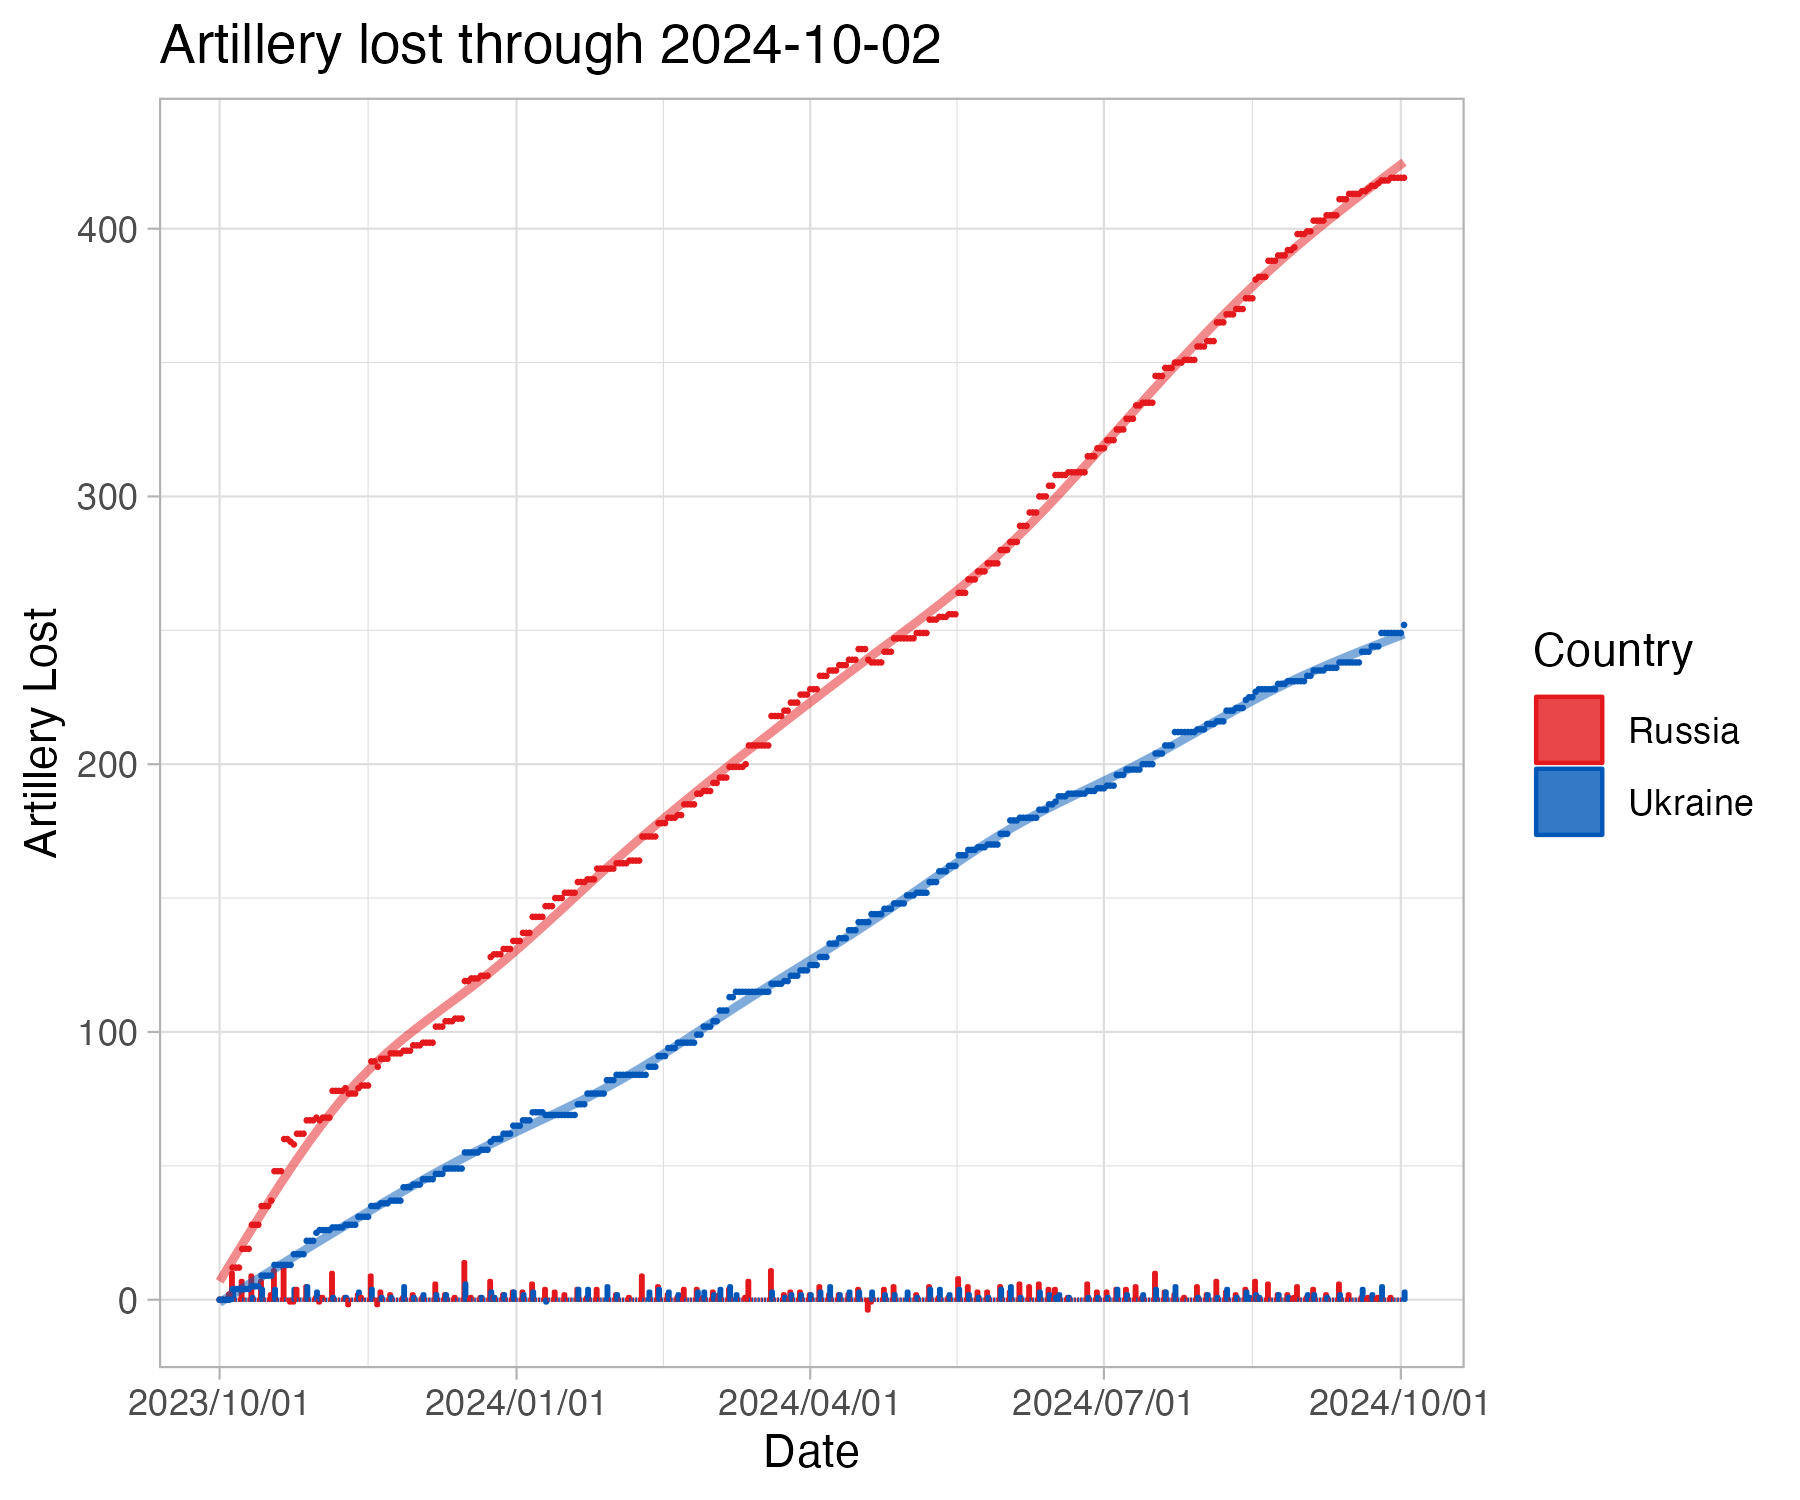 Artillery lost through 2024-10-02
Artillery Lost
400
300
200
100
0
2023/10/01 2024/01/01 2024/04/01 2024/07/01 2024/10/01
Date
Country
Russia
Ukraine